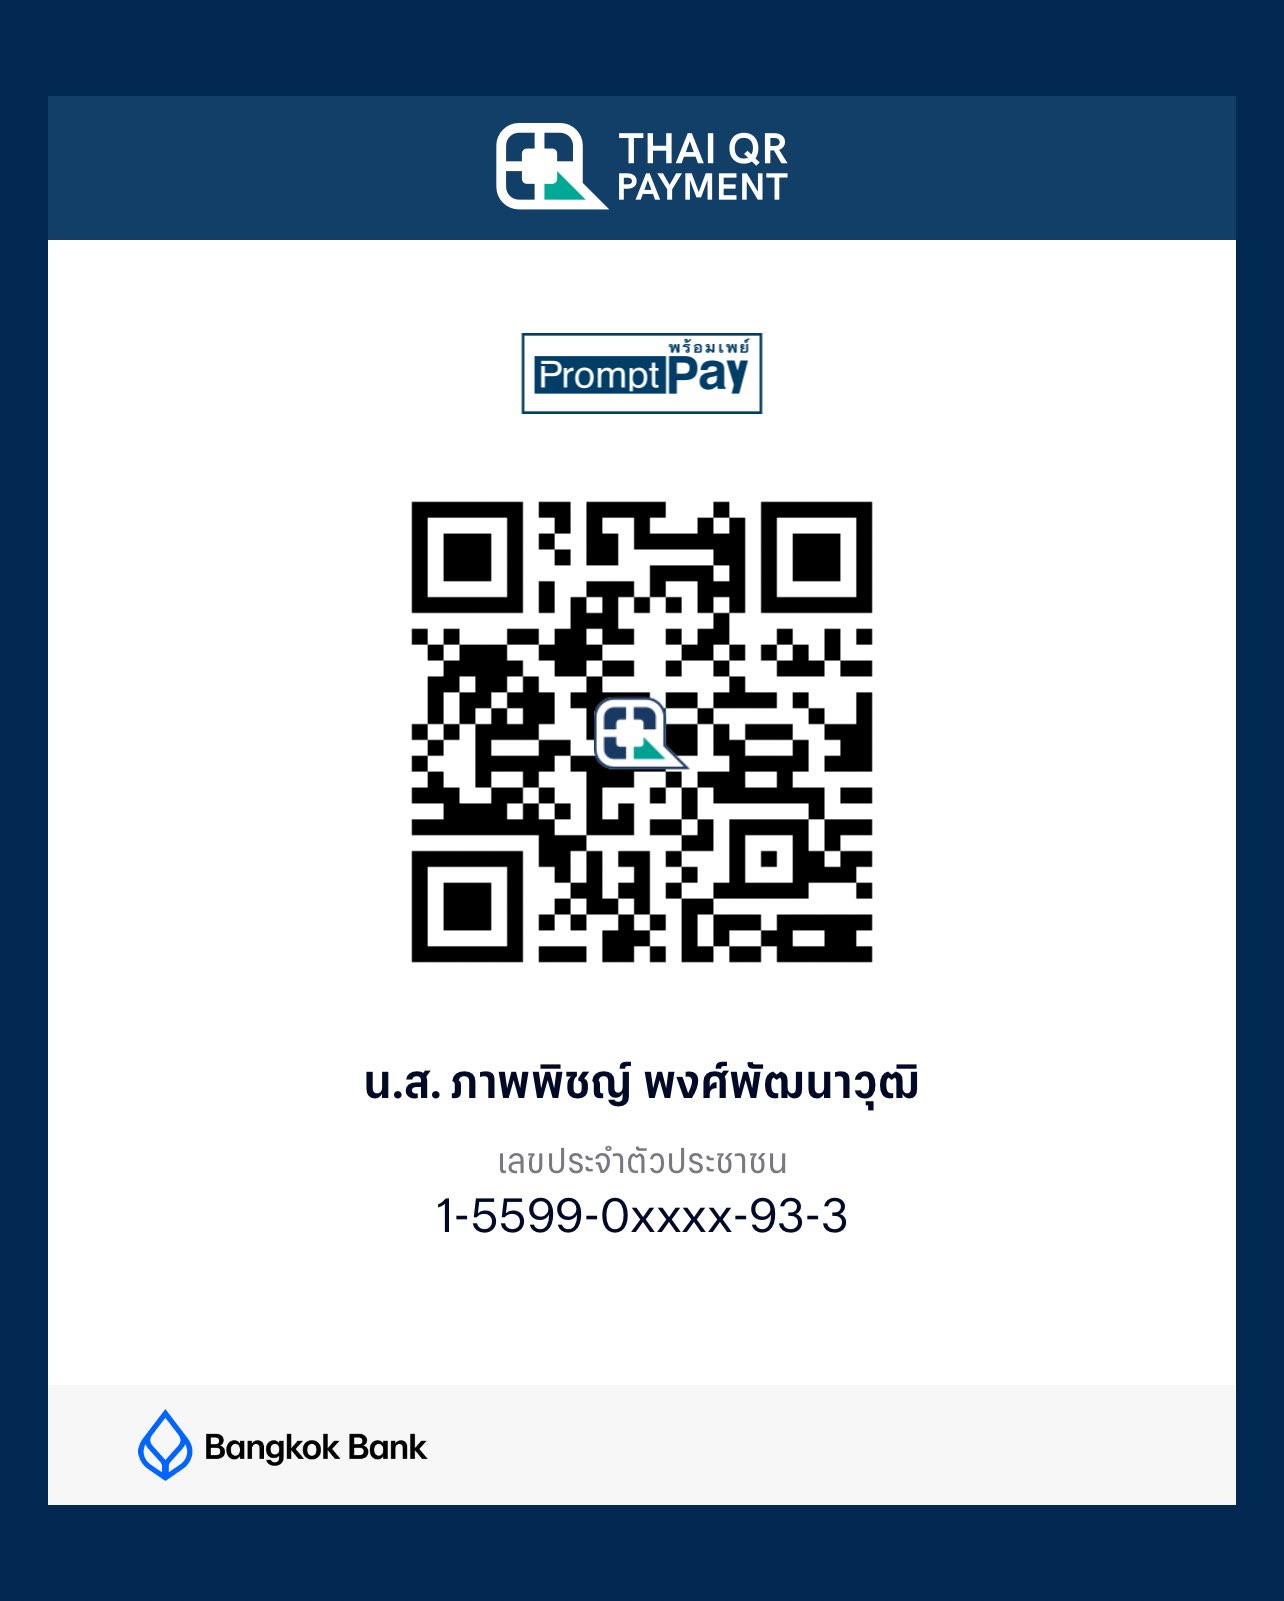 THAI QR
PAYMENT
พร้อมเพย์
PromptPay
น.ส. ภาพพิชญ์ พงศ์พัฒนาวุฒิ
เลขประจำตัวประชาชน
1-5599-0xxxx-93-3
Bangkok Bank